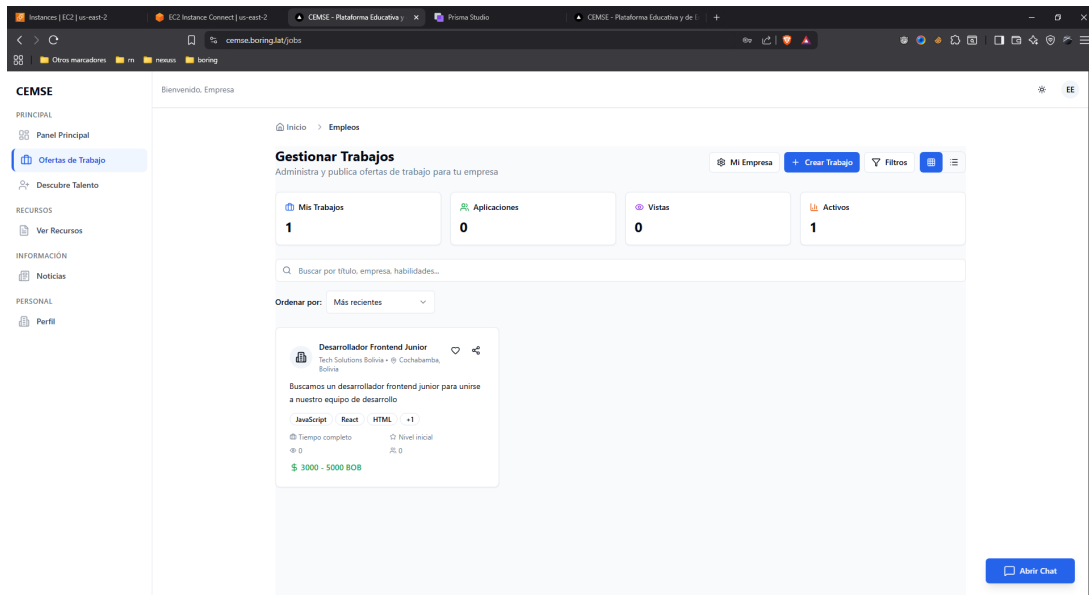 Instances | EC2 | us-east-2
EC2 Instance Connect | us-east-2
CEMSE - Plataforma Educativa y
Prisma Studio
CEMSE - Plataforma Educativa y de
cemse.boring.lat/jobs
Otros marcadores
m
nexuss
boring
CEMSE
Bienvenido, Empresa
EE
PRINCIPAL
Panel Principal
Ofertas de Trabajo
Descubre Talento
RECURSOS
Ver Recursos
INFORMACIÓN
Noticias
PERSONAL
Perfil
Inicio > Empleos
Gestionar Trabajos
Administra y publica ofertas de trabajo para tu empresa
Mi Empresa
+ Crear Trabajo
Filtros
Mis Trabajos
1
Aplicaciones
0
Vistas
0
Activos
1
Buscar por título, empresa, habilidades...
Ordenar por:
Más recientes
Desarrollador Frontend Junior
Tech Solutions Bolivia • Cochabamba,
Bolivia
Buscamos un desarrollador frontend junior para unirse
a nuestro equipo de desarrollo
JavaScript
React
HTML
+1
Tiempo completo
Nivel inicial
0
0
$ 3000 - 5000 BOB
Abrir Chat